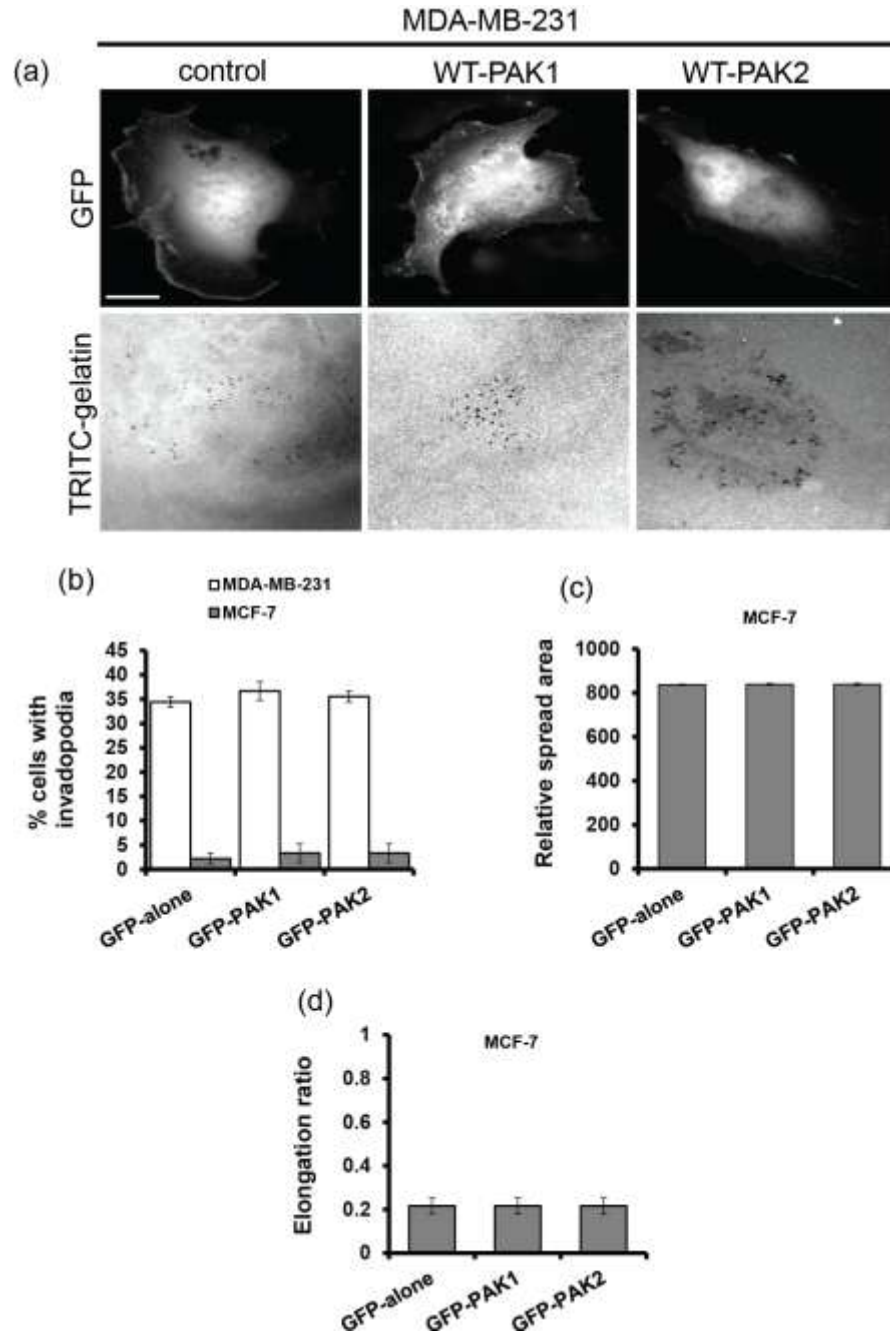 MDA-MB-231
(a)
control WT-PAK1 WT-PAK2
GFP
TRITC-gelatin
(b)
MDA-MB-231
MCF-7
% cells with
invadopodia
45
40
35
30
25
20
15
10
5
0
GFP-alone GFP-PAK1 GFP-PAK2
(c)
MCF-7
Relative spread area
1000
800
600
400
200
0
GFP-alone GFP-PAK1 GFP-PAK2
(d)
MCF-7
Elongation ratio
1
0.8
0.6
0.4
0.2
0
GFP-alone GFP-PAK1 GFP-PAK2